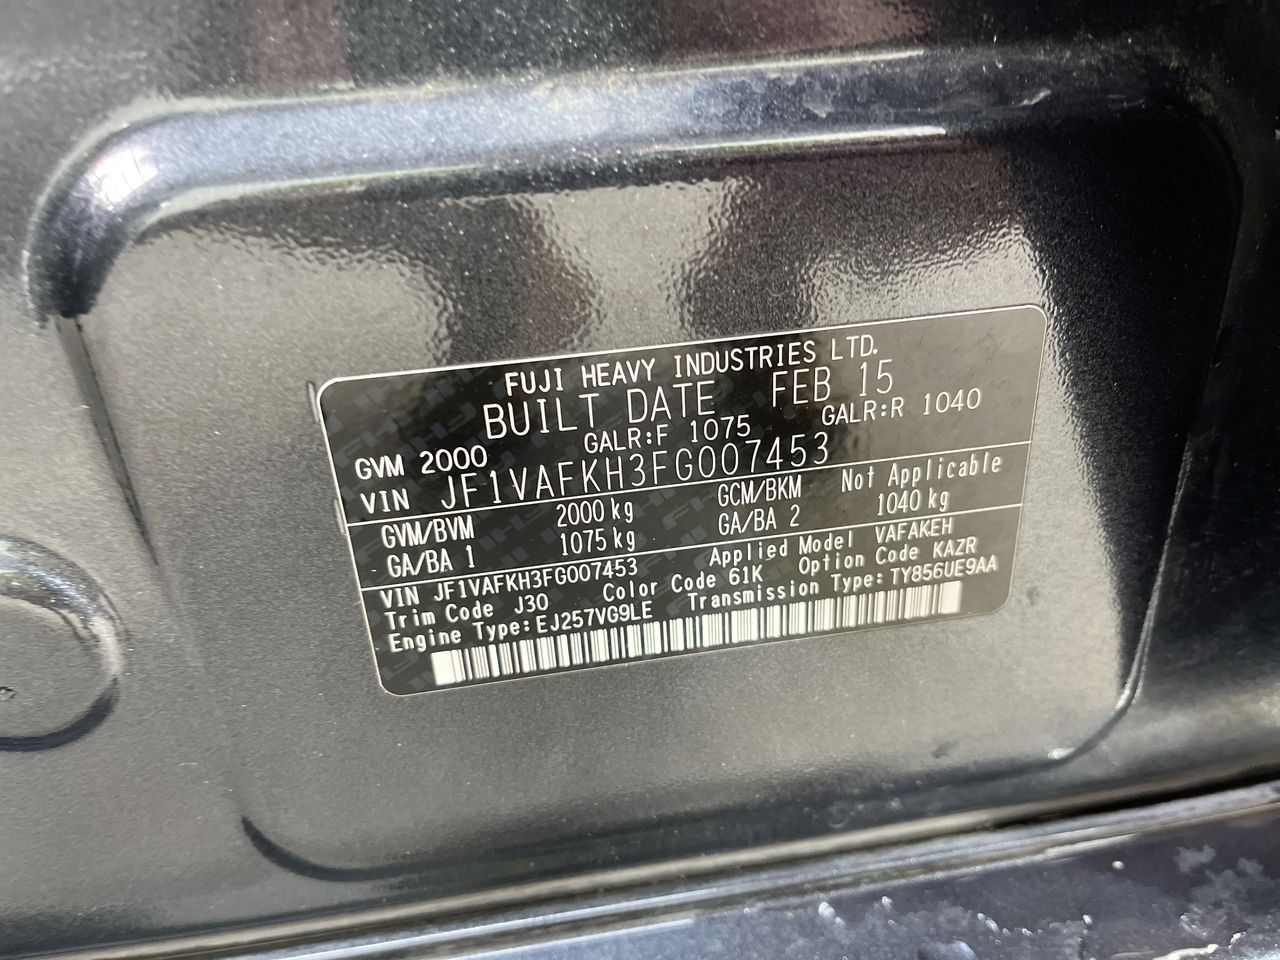 FUJI HEAVY INDUSTRIES LTD.
BUILT DATE FEB 15
GVM 2000 GALR:F 1075 GALR:R 1040
VIN JF1VAFKH3FG007453
GVM/BVM 2000 kg GCM/BKM Not Applicable
GA/BA 1 1075 kg GA/BA 2 1040 kg
VIN JF1VAFKH3FG007453 Applied Model VAFAKEH
Trim Code J30 Color Code 61K Option Code KAZR
Engine Type:EJ257VG9LE Transmission Type:TY856UE9AA